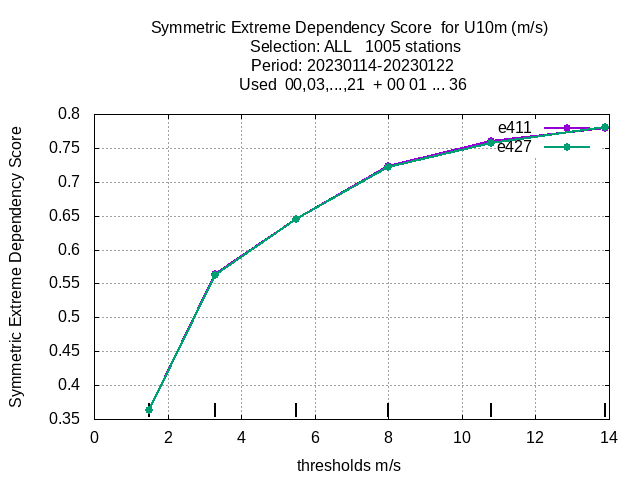 Symmetric Extreme Dependency Score  for U10m (m/s)
Selection: ALL   1005 stations
Period: 20230114-20230122
Used  00,03,...,21  + 00 01 ... 36
Symmetric Extreme Dependency Score
0.8
0.75
0.7
0.65
0.6
0.55
0.5
0.45
0.4
0.35
e411
e427
0 2 4 6 8 10 12 14
thresholds m/s